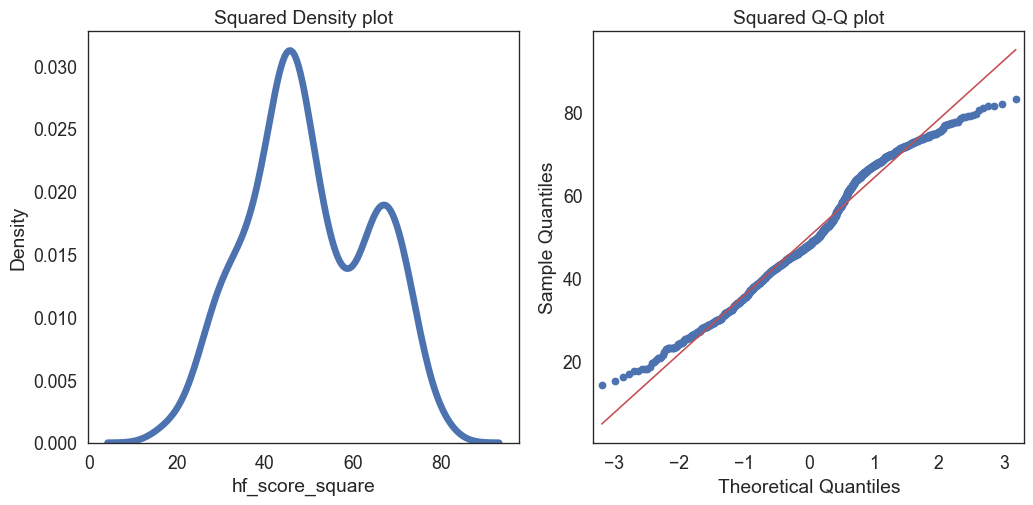 Squared Density plot
0.030
0.025
0.020
0.015
0.010
0.005
0.000
Density
0 20 40 60 80
hf_score_square
Squared Q-Q plot
80
60
40
20
Sample Quantiles
−3 −2 −1 0 1 2 3
Theoretical Quantiles